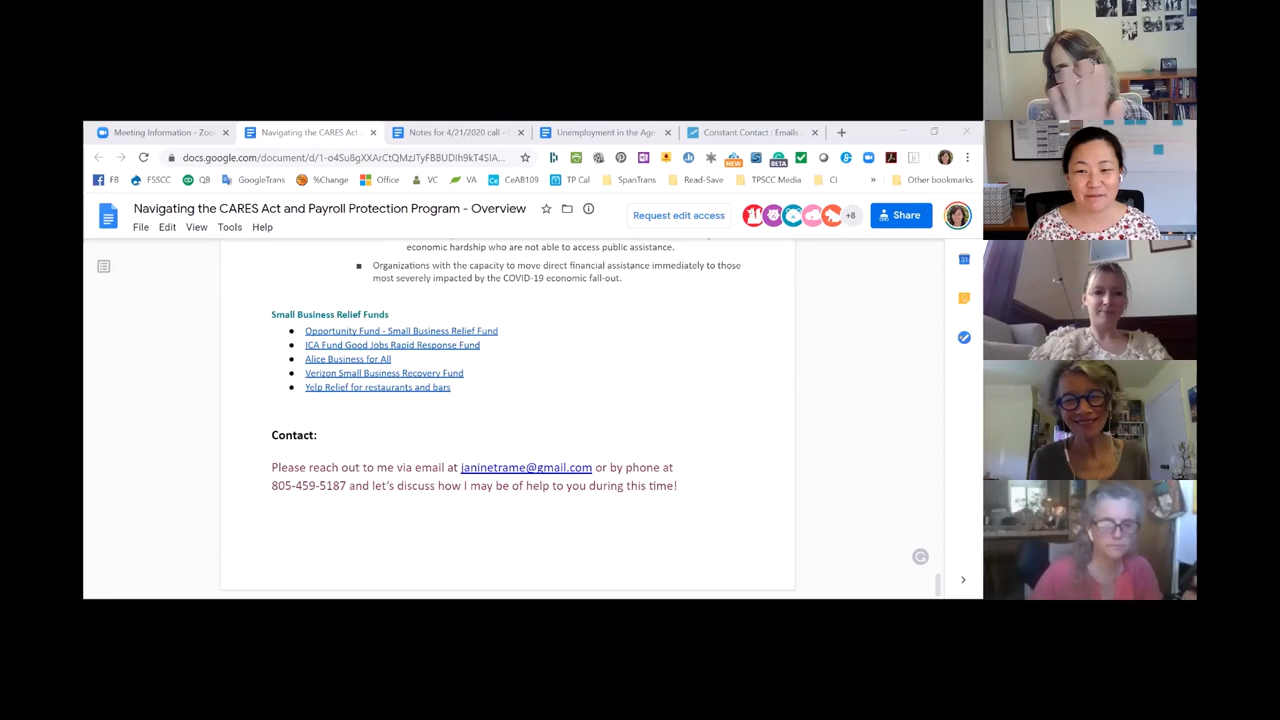 Meeting Information - Zoo
Navigating the CARES Act
Notes for 4/21/2020 call -
Unemployment in the Age
Constant Contact : Emails
docs.google.com/document/d/
FB
F5SCC
QB
GoogleTrans
%Change
Office
VC
VA
CeAB109
TP Cal
SpanTrans
Read-Save
TPSCC Media
CI
»
Other bookmarks
NEW
BETA
Navigating the CARES Act and Payroll Protection Program - Overview
Request edit access
+8
Share
File Edit View Tools Help
economic hardship who are not able to access public assistance.
■ Organizations with the capacity to move direct financial assistance immediately to those
most severely impacted by the COVID-19 economic fall-out.
Small Business Relief Funds
● Opportunity Fund - Small Business Relief Fund
● ICA Fund Good Jobs Rapid Response Fund
● Alice Business for All
● Verizon Small Business Recovery Fund
● Yelp Relief for restaurants and bars
Contact:
Please reach out to me via email at janinetrame@gmail.com or by phone at
805-459-5187 and let's discuss how I may be of help to you during this time!